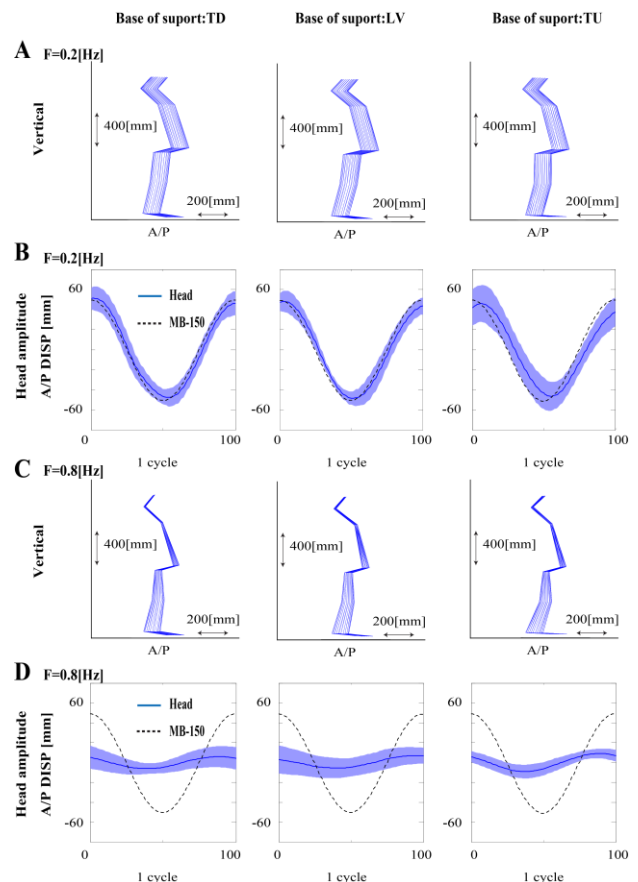 Base of suport:TD Base of suport:LV Base of suport:TU
A F=0.2[Hz]
Vertical
400[mm] 400[mm] 400[mm]
200[mm] 200[mm] 200[mm]
A/P A/P A/P
B F=0.2[Hz]
Head amplitude
A/P DISP [mm]
60 60 60
Head
MB-150
-60 -60 -60
0 100 0 100 0 100
1 cycle 1 cycle 1 cycle
C F=0.8[Hz]
Vertical
400[mm] 400[mm] 400[mm]
200[mm] 200[mm] 200[mm]
A/P A/P A/P
D F=0.8[Hz]
Head amplitude
A/P DISP [mm]
60 60 60
Head
MB-150
-60 -60 -60
0 100 0 100 0 100
1 cycle 1 cycle 1 cycle